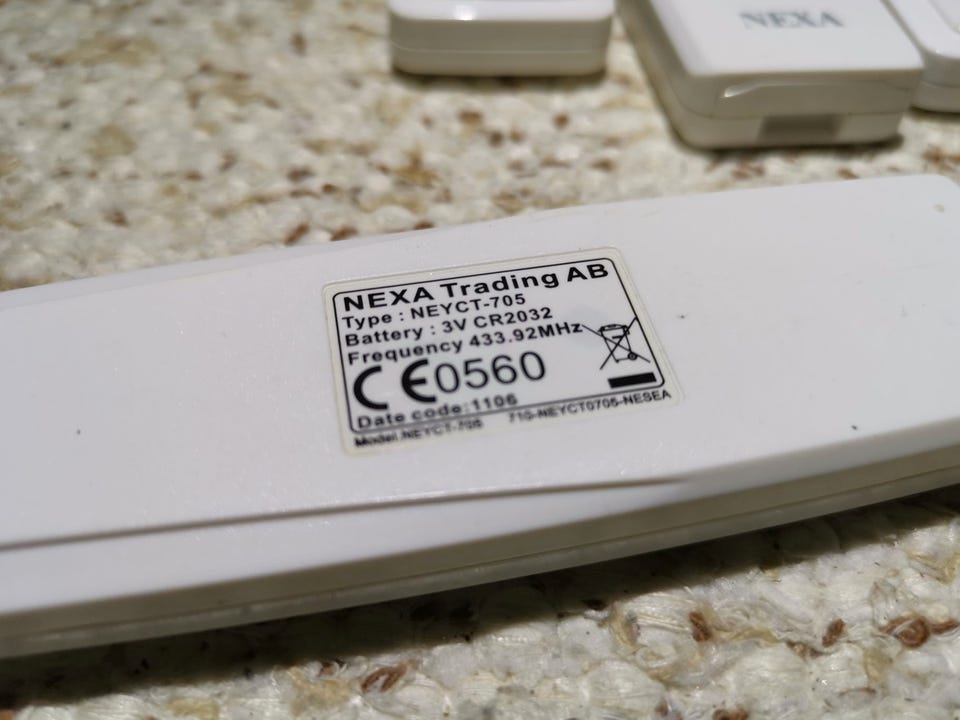 NEXA
NEXA Trading AB
Type : NEYCT-705
Battery : 3V CR2032
Frequency 433.92MHz
CE0560
Date code:1106
Model:NEYCT-705 710-NEYCT0705-NESEA